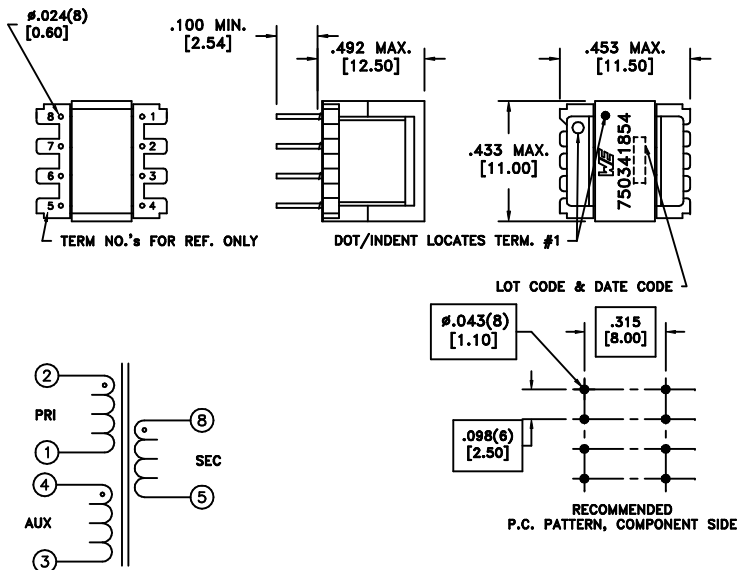 ø.024(8)
[0.60]
.100 MIN.
[2.54]
.492 MAX.
[12.50]
.453 MAX.
[11.50]
8 1
7 2
6 3
5 4
.433 MAX.
[11.00]
WE
750341854
TERM NO.'s FOR REF. ONLY
DOT/INDENT LOCATES TERM. #1
LOT CODE & DATE CODE
ø.043(8)
[1.10]
.315
[8.00]
.098(6)
[2.50]
RECOMMENDED
P.C. PATTERN, COMPONENT SIDE
2
PRI
1
8
SEC
5
4
AUX
3